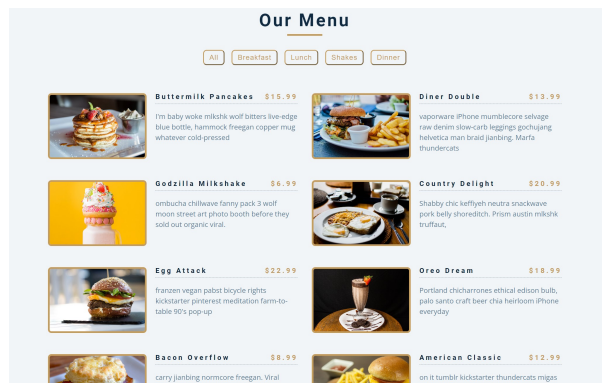 Our Menu
All Breakfast Lunch Shakes Dinner
Buttermilk Pancakes $15.99
I'm baby woke mlkshk wolf bitters live-edge
blue bottle, hammock freegan copper mug
whatever cold-pressed
Diner Double $13.99
vaporware iPhone mumblecore selvage
raw denim slow-carb leggings gochujang
helvetica man braid jianbing. Marfa
thundercats
Godzilla Milkshake $6.99
ombucha chillwave fanny pack 3 wolf
moon street art photo booth before they
sold out organic viral.
Country Delight $20.99
Shabby chic keffiyeh neutra snackwave
pork belly shoreditch. Prism austin mlkshk
truffaut,
Egg Attack $22.99
franzen vegan pabst bicycle rights
kickstarter pinterest meditation farm-to-
table 90's pop-up
Oreo Dream $18.99
Portland chicharrones ethical edison bulb,
palo santo craft beer chia heirloom iPhone
everyday
Bacon Overflow $8.99
carry jianbing normcore freegan. Viral
American Classic $12.99
on it tumblr kickstarter thundercats migas